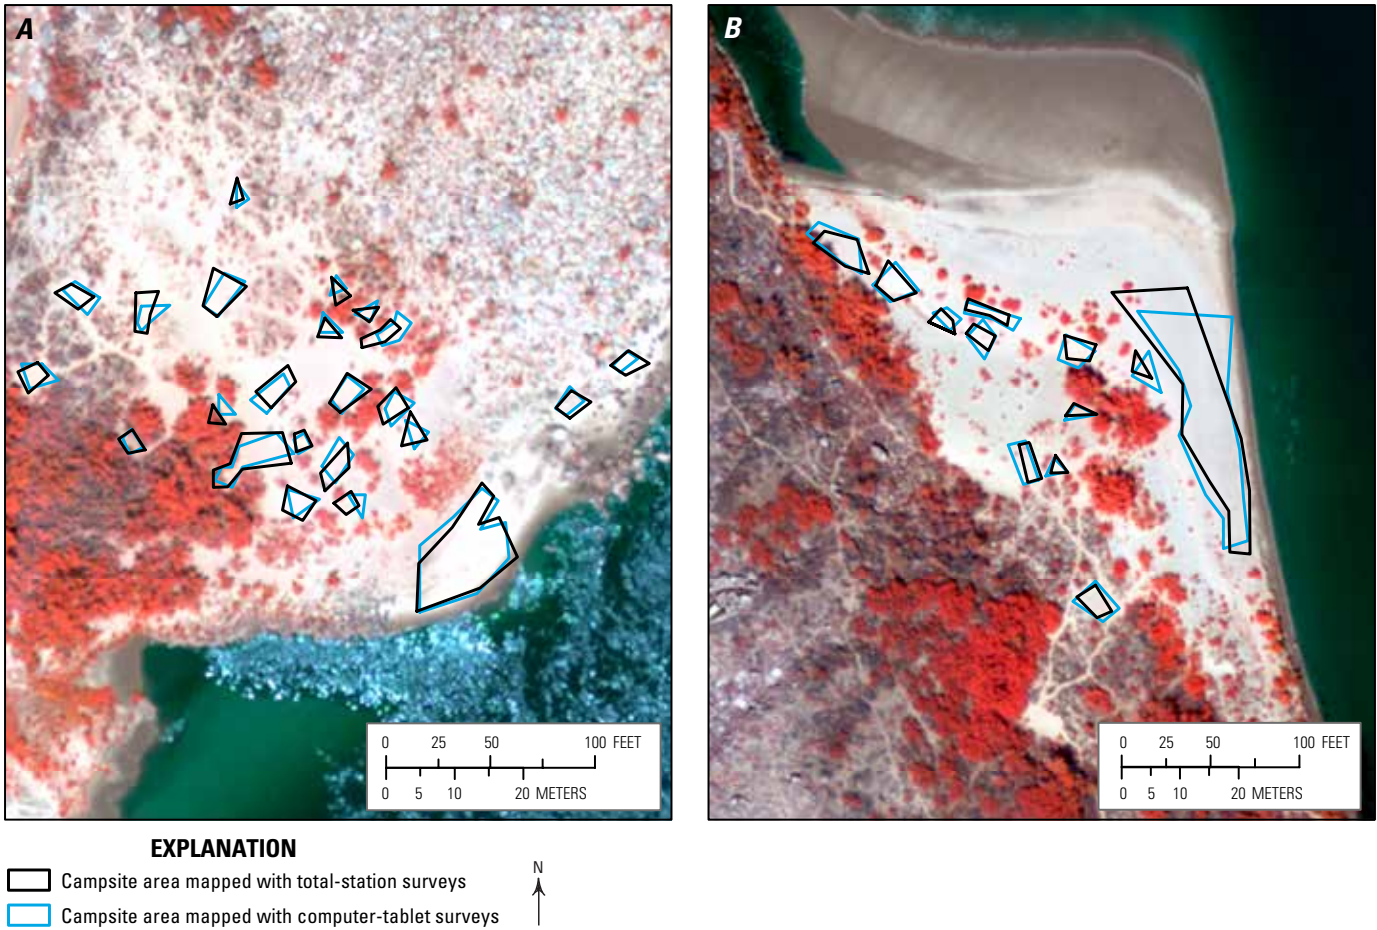 A
B
0 25 50 100 FEET
0 5 10 20 METERS
0 25 50 100 FEET
0 5 10 20 METERS
EXPLANATION
Campsite area mapped with total-station surveys
Campsite area mapped with computer-tablet surveys
N